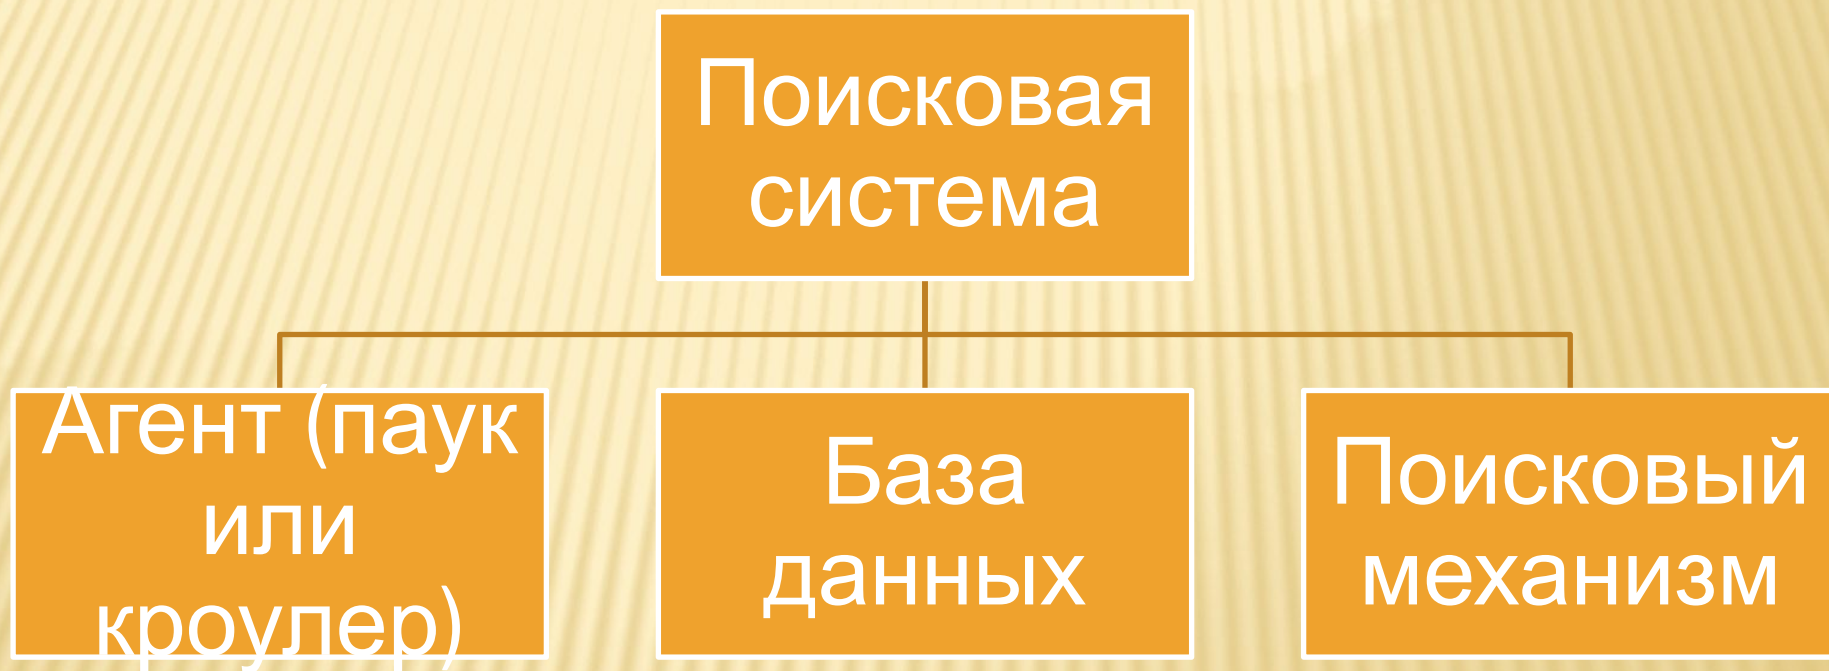 Поисковая
система
Агент (паук
или
кроулер)
База
данных
Поисковый
механизм